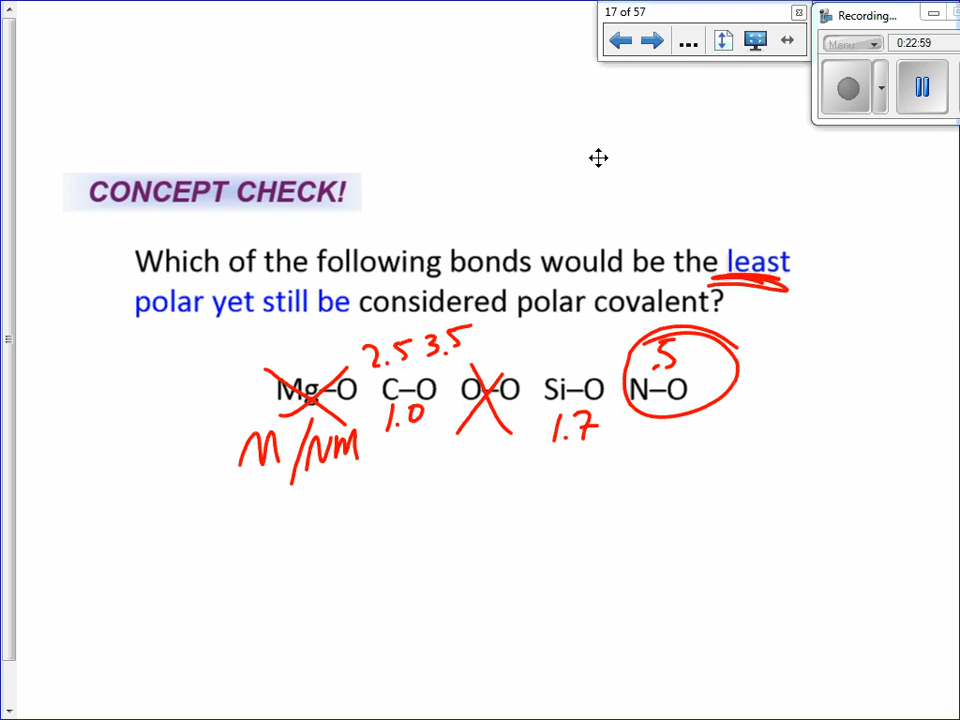 17 of 57
Recording...
Menu
0:22:59
CONCEPT CHECK!
Which of the following bonds would be the least
polar yet still be considered polar covalent?
2.5 3.5 .5
Mg–O C–O O–O Si–O N–O
M/NM 1.0 1.7